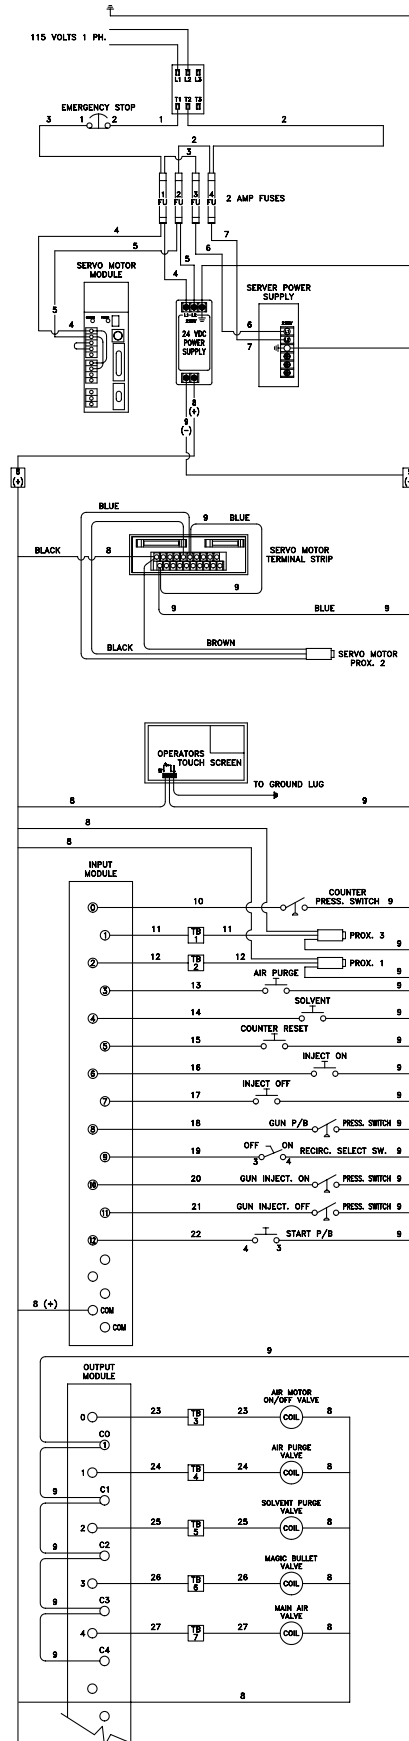 115 VOLTS 1 PH.
L1 L2 L3
T1 T2 T3
EMERGENCY STOP
3 1 2 1 2
2
3
1 FU 2 FU 3 FU 4 FU
2 AMP FUSES
4
5
6
7
SERVO MOTOR
MODULE
5
4
4
5
L1 L2
24 VDC
POWER
SUPPLY
SERVER POWER
SUPPLY
6
7
8
(+)
9
(-)
8
(+)
9
BLUE
9 BLUE
BLACK 8
SERVO MOTOR
TERMINAL STRIP
9
9 BLUE 9
BROWN
BLACK
SERVO MOTOR
PROX. 2
OPERATORS
TOUCH SCREEN
TO GROUND LUG
8 9
8
8
INPUT
MODULE
0 10 COUNTER
PRESS. SWITCH 9
1 11 TB 1 11 PROX. 3
9
2 12 TB 2 12 PROX. 1
9
3 13 AIR PURGE 9
4 14 SOLVENT 9
5 15 COUNTER RESET 9
6 16 INJECT ON 9
7 17 INJECT OFF 9
8 18 GUN P/B PRESS. SWITCH 9
9 19 OFF ON 3 4 RECIRC. SELECT SW. 9
10 20 GUN INJECT. ON PRESS. SWITCH 9
11 21 GUN INJECT. OFF PRESS. SWITCH 9
12 22 4 3 START P/B 9
8 (+) COM
COM
9
OUTPUT
MODULE
AIR MOTOR
ON/OFF VALVE
0 23 TB 3 23 COIL 8
C0
1
AIR PURGE
VALVE
1 24 TB 4 24 COIL 8
9 C1
SOLVENT PURGE
VALVE
2 25 TB 5 25 COIL 8
9 C2
MAGIC BULLET
VALVE
3 26 TB 6 26 COIL 8
9 C3
MAIN AIR
VALVE
4 27 TB 7 27 COIL 8
9 C4
8